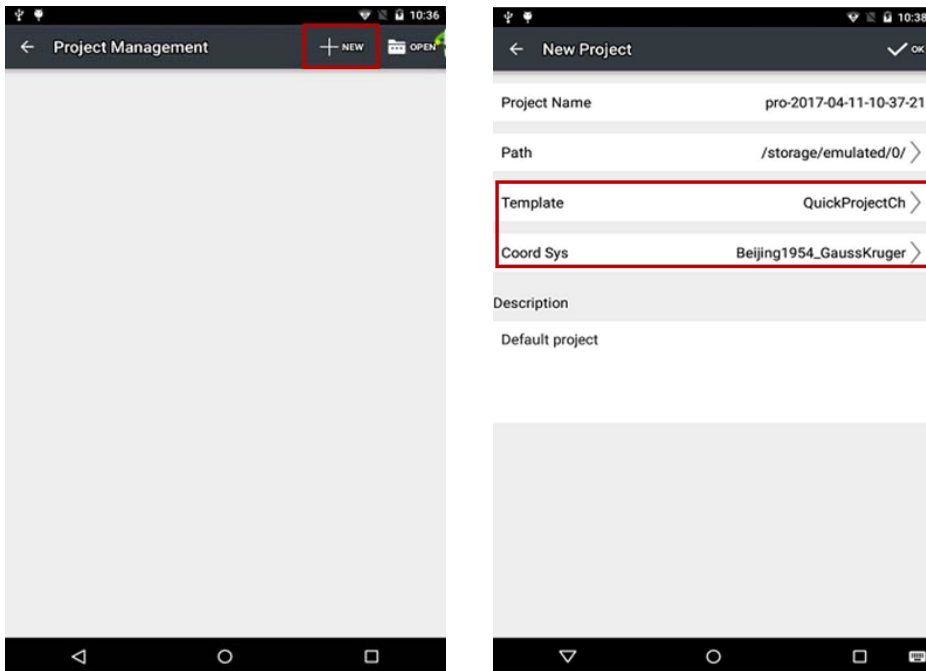 10:36
Project Management
NEW
OPEN
10:38
New Project
OK
Project Name pro-2017-04-11-10-37-21
Path /storage/emulated/0/
Template QuickProjectCh
Coord Sys Beijing1954_GaussKruger
Description
Default project